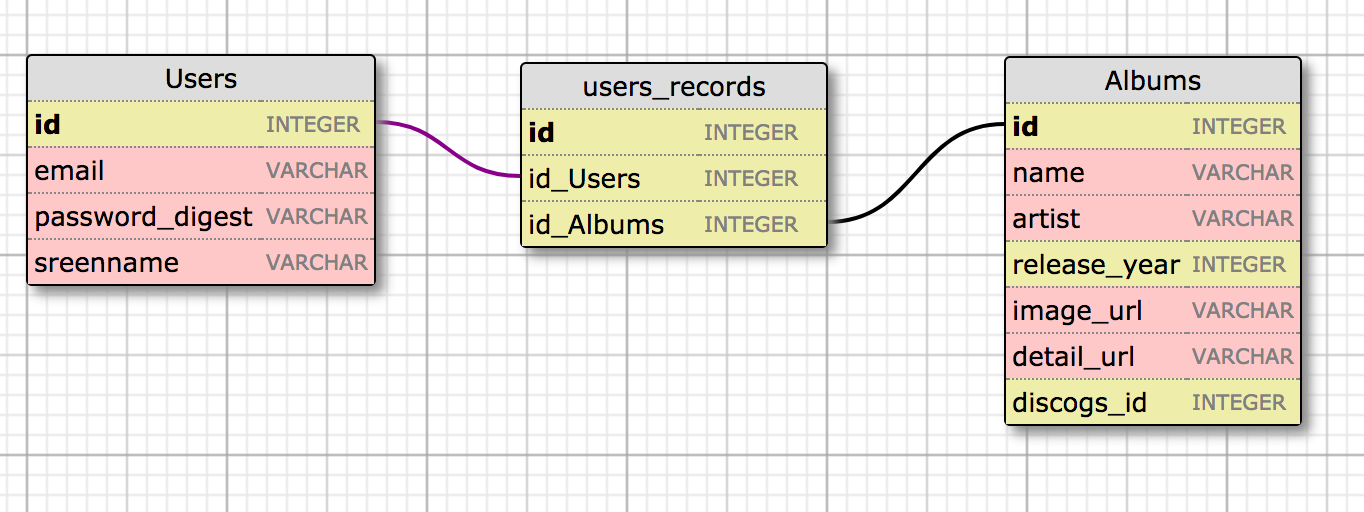 Users
id INTEGER
email VARCHAR
password_digest VARCHAR
sreenname VARCHAR
users_records
id INTEGER
id_Users INTEGER
id_Albums INTEGER
Albums
id INTEGER
name VARCHAR
artist VARCHAR
release_year INTEGER
image_url VARCHAR
detail_url VARCHAR
discogs_id INTEGER